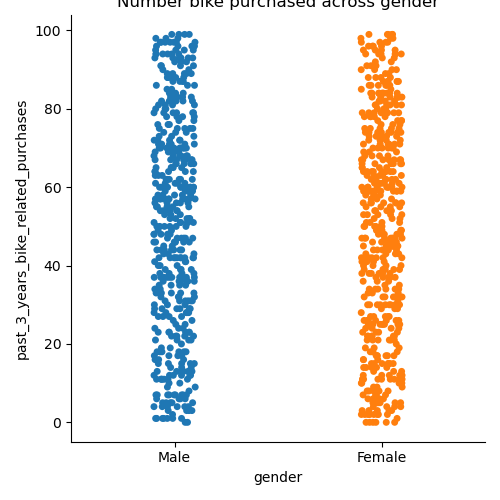 Number bike purchased across gender
100
80
60
40
20
0
past_3_years_bike_related_purchases
Male Female
gender